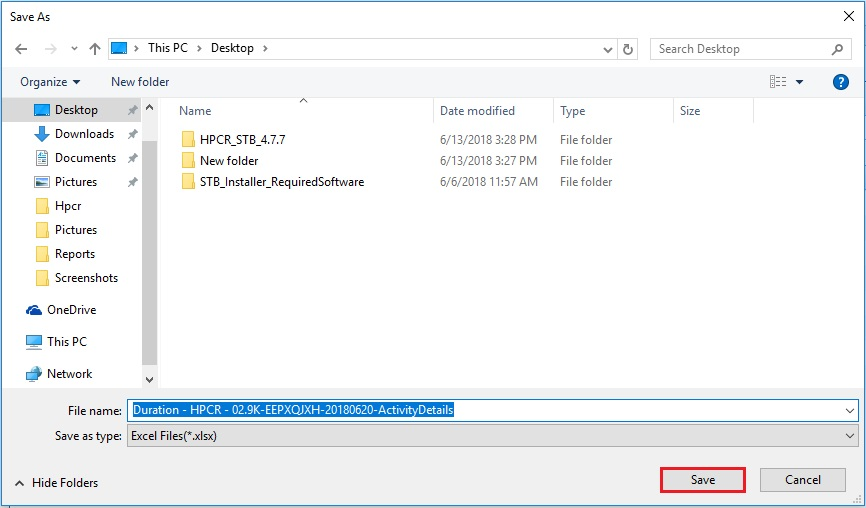 Save As
This PC Desktop
Search Desktop
Organize New folder
?
Name Date modified Type Size
Desktop
Downloads
Documents
Pictures
Hpcr
Pictures
Reports
Screenshots
OneDrive
This PC
Network
HPCR_STB_4.7.7 6/13/2018 3:28 PM File folder
New folder 6/13/2018 3:27 PM File folder
STB_Installer_RequiredSoftware 6/6/2018 11:57 AM File folder
File name: Duration - HPCR - 02.9K-EEPXQJXH-20180620-ActivityDetails
Save as type: Excel Files(*.xlsx)
Hide Folders
Save Cancel